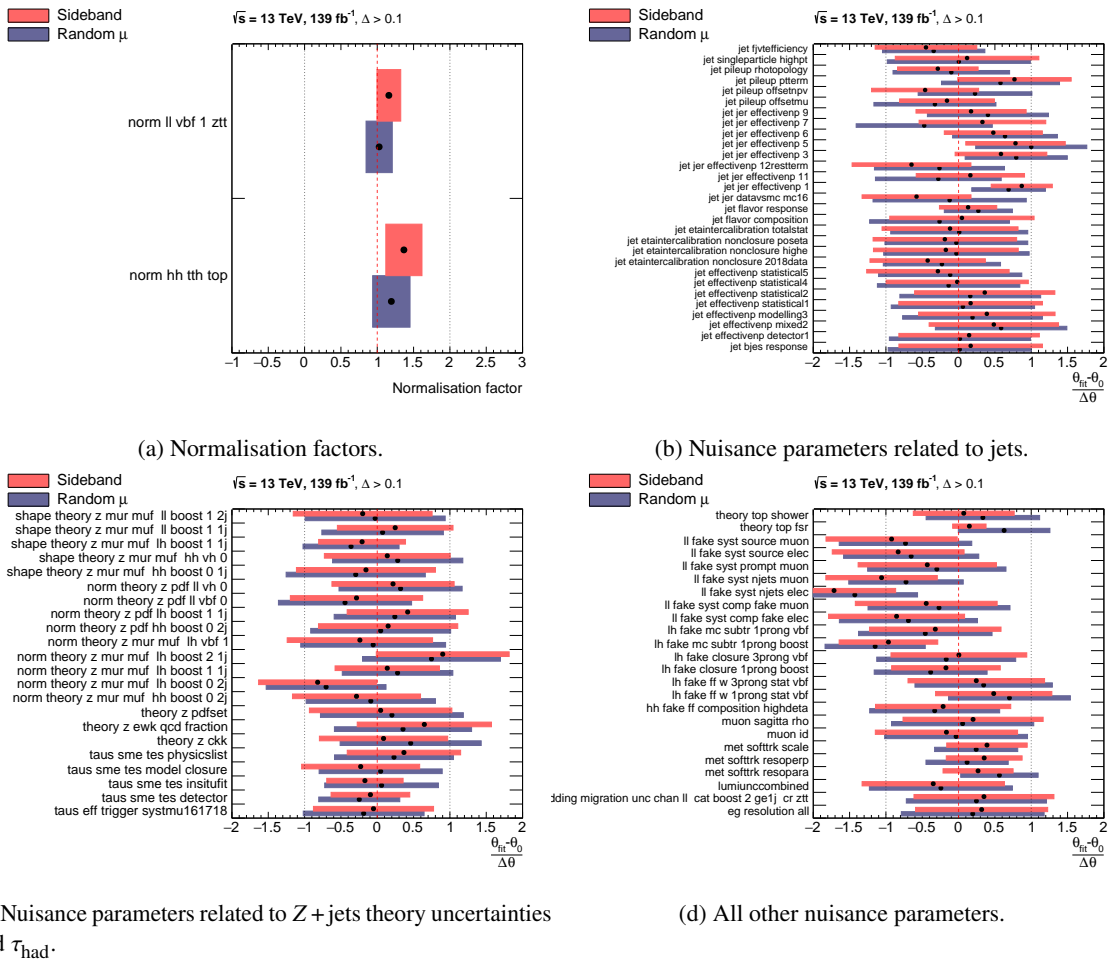 Sideband
Random μ
√s = 13 TeV, 139 fb⁻¹, Δ > 0.1
norm ll vbf 1 ztt
norm hh tth top
−1 −0.5 0 0.5 1 1.5 2 2.5 3
Normalisation factor
(a) Normalisation factors.
Sideband
Random μ
√s = 13 TeV, 139 fb⁻¹, Δ > 0.1
jet fjvtefficiency
jet singleparticle highpt
jet pileup rhotopology
jet pileup ptterm
jet pileup offsetnpv
jet pileup offsetmu
jet jer effectivenp 9
jet jer effectivenp 7
jet jer effectivenp 6
jet jer effectivenp 5
jet jer effectivenp 3
jet jer effectivenp 12restterm
jet jer effectivenp 11
jet jer effectivenp 1
jet jer datavsmc mc16
jet flavor response
jet flavor composition
jet etaintercalibration totalstat
jet etaintercalibration nonclosure poseta
jet etaintercalibration nonclosure highe
jet etaintercalibration nonclosure 2018data
jet effectivenp statistical5
jet effectivenp statistical4
jet effectivenp statistical2
jet effectivenp statistical1
jet effectivenp modelling3
jet effectivenp mixed2
jet effectivenp detector1
jet bjes response
−2 −1.5 −1 −0.5 0 0.5 1 1.5 2
θfit-θ0
Δθ
(b) Nuisance parameters related to jets.
Sideband
Random μ
√s = 13 TeV, 139 fb⁻¹, Δ > 0.1
shape theory z mur muf ll boost 1 2j
shape theory z mur muf ll boost 1 1j
shape theory z mur muf lh boost 1 1j
shape theory z mur muf hh vh 0
shape theory z mur muf hh boost 0 1j
norm theory z pdf ll vh 0
norm theory z pdf ll vbf 0
norm theory z pdf lh boost 1 1j
norm theory z pdf hh boost 0 2j
norm theory z mur muf ll vbf 1
norm theory z mur muf lh boost 2 1j
norm theory z mur muf lh boost 1 1j
norm theory z mur muf lh boost 0 2j
norm theory z mur muf hh boost 0 2j
theory z pdfset
theory z ewk qcd fraction
theory z ckk
taus sme tes physicslist
taus sme tes model closure
taus sme tes insitufit
taus sme tes detector
taus eff trigger systmu161718
−2 −1.5 −1 −0.5 0 0.5 1 1.5 2
θfit-θ0
Δθ
Nuisance parameters related to Z + jets theory uncertainties
d τhad.
Sideband
Random μ
√s = 13 TeV, 139 fb⁻¹, Δ > 0.1
theory top shower
theory top fsr
ll fake syst source muon
ll fake syst source elec
ll fake syst prompt muon
ll fake syst njets muon
ll fake syst njets elec
ll fake syst comp fake muon
ll fake syst comp fake elec
lh fake mc subtr 1prong vbf
lh fake mc subtr 1prong boost
lh fake closure 3prong vbf
lh fake closure 1prong boost
lh fake ff w 3prong stat vbf
lh fake ff w 1prong stat vbf
hh fake ff composition highdeta
muon sagitta rho
muon id
met softtrk scale
met softtrk resoperp
met softtrk resopara
lumiunccombined
dding migration unc chan ll cat boost 2 ge1j cr ztt
eg resolution all
−2 −1.5 −1 −0.5 0 0.5 1 1.5 2
θfit-θ0
Δθ
(d) All other nuisance parameters.